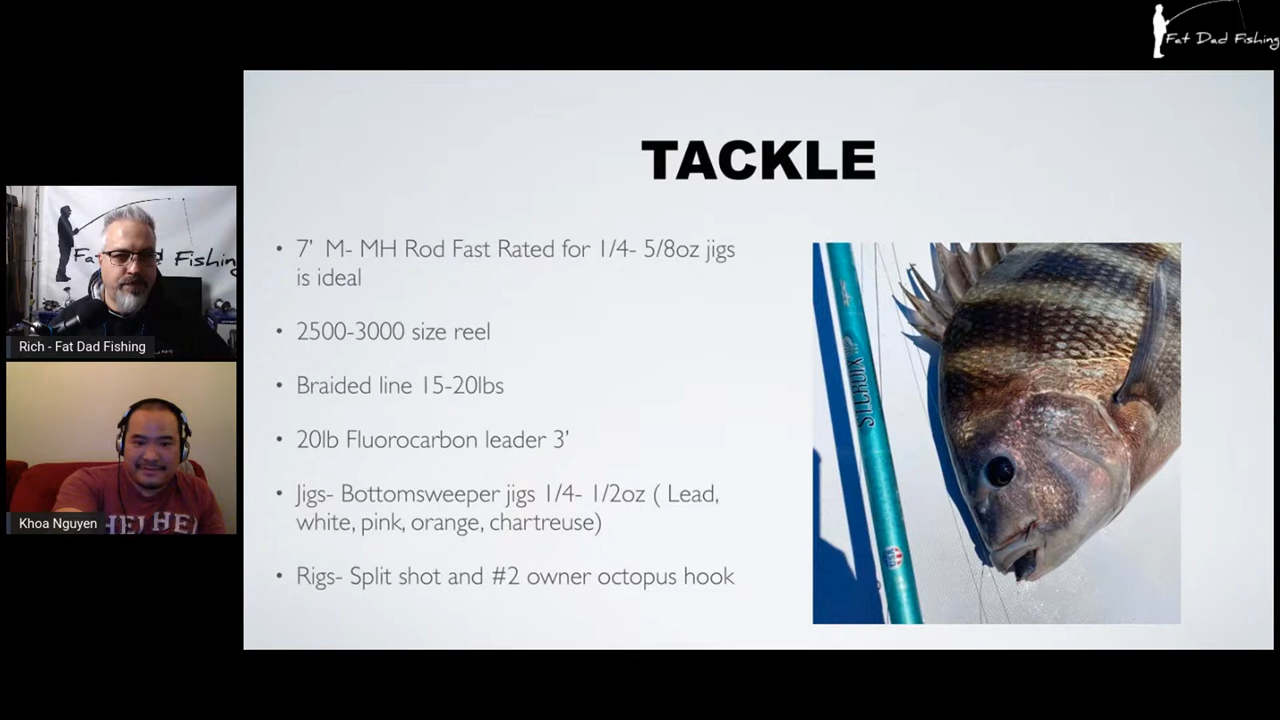 Fat Dad Fishing
TACKLE
• 7’ M- MH Rod Fast Rated for 1/4- 5/8oz jigs
is ideal
• 2500-3000 size reel
• Braided line 15-20lbs
• 20lb Fluorocarbon leader 3’
• Jigs- Bottomsweeper jigs 1/4- 1/2oz ( Lead,
white, pink, orange, chartreuse)
• Rigs- Split shot and #2 owner octopus hook
ST.CROIX
Fat Dad Fishing
Rich - Fat Dad Fishing
Khoa Nguyen